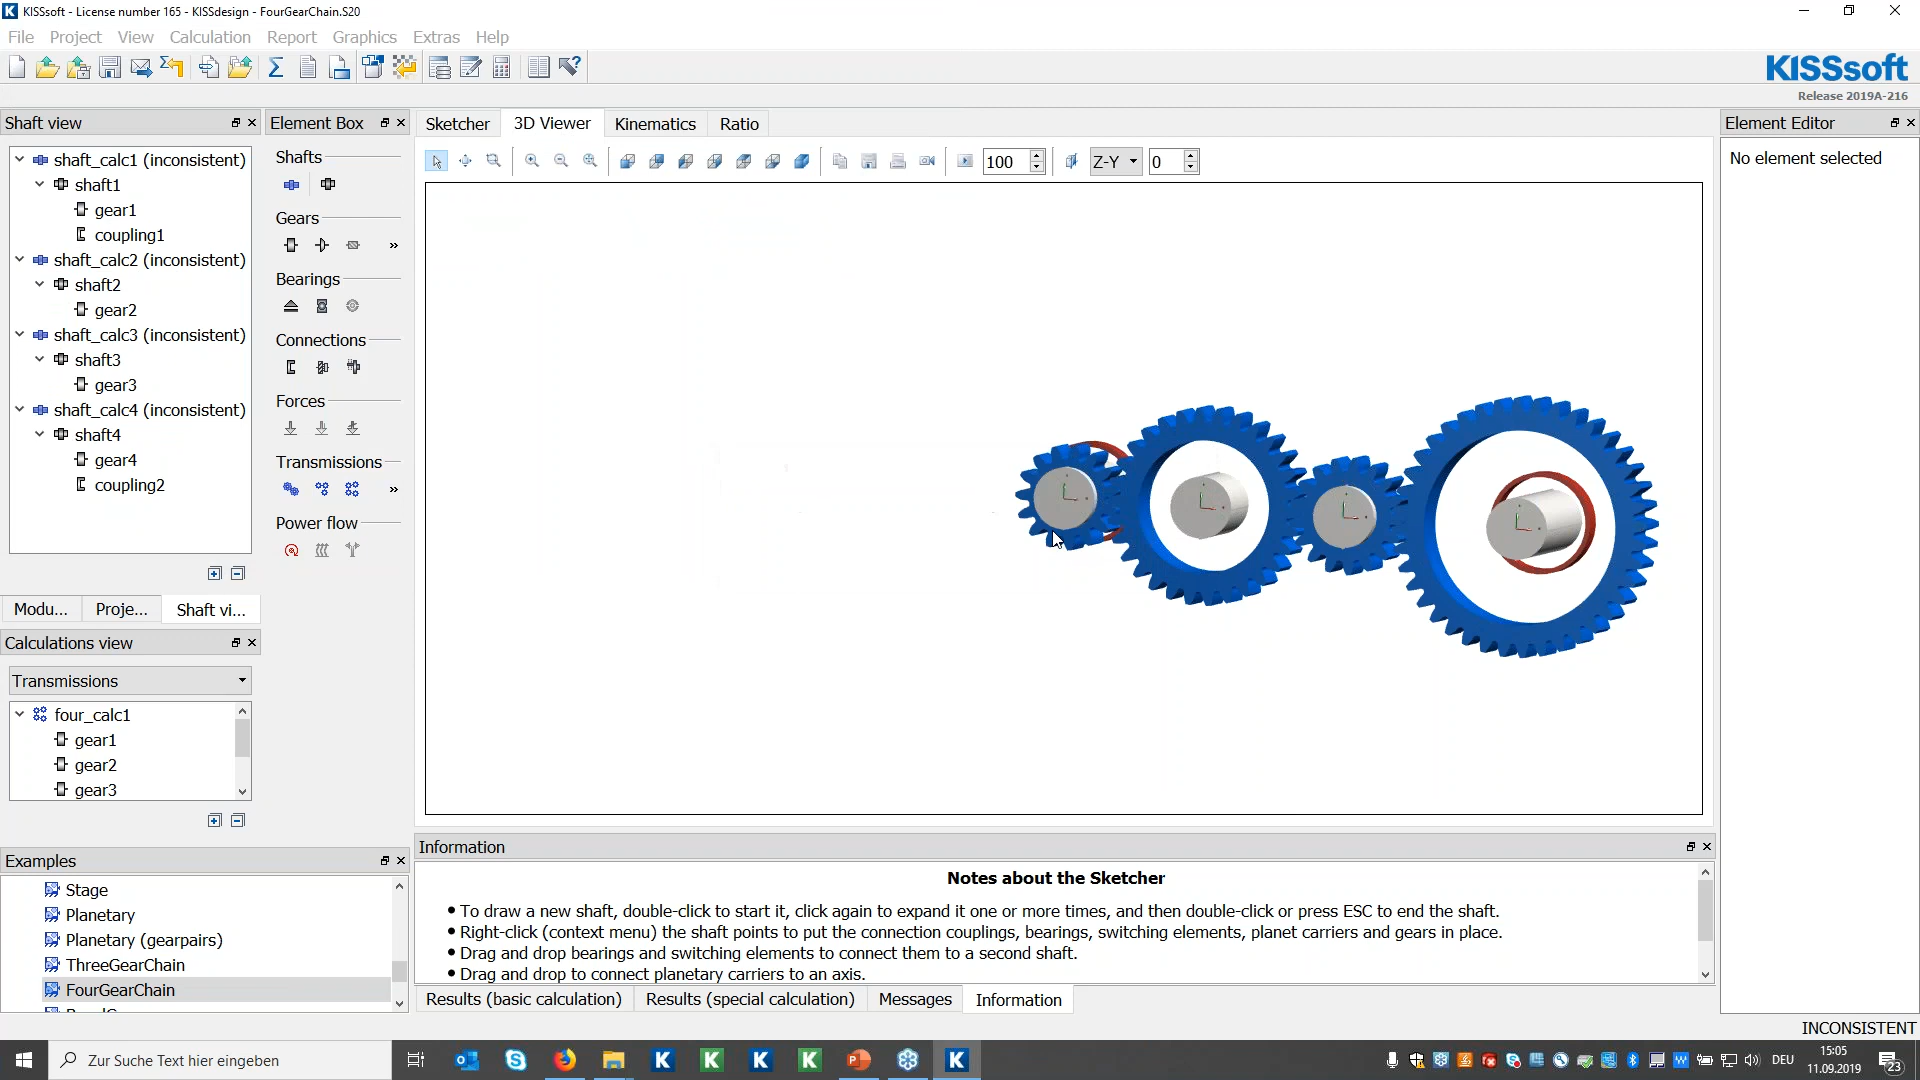 KISSsoft - License number 165 - KISSdesign - FourGearChain.S20
File Project View Calculation Report Graphics Extras Help
KISSsoft
Release 2019A-216
Shaft view
shaft_calc1 (inconsistent)
shaft1
gear1
coupling1
shaft_calc2 (inconsistent)
shaft2
gear2
shaft_calc3 (inconsistent)
shaft3
gear3
shaft_calc4 (inconsistent)
shaft4
gear4
coupling2
Modu... Proje... Shaft vi...
Calculations view
Transmissions
four_calc1
gear1
gear2
gear3
Examples
Stage
Planetary
Planetary (gearpairs)
ThreeGearChain
FourGearChain
Element Box
Shafts
Gears
Bearings
Connections
Forces
Transmissions
Power flow
Sketcher 3D Viewer Kinematics Ratio
100 Z-Y 0
Information
Notes about the Sketcher
• To draw a new shaft, double-click to start it, click again to expand it one or more times, and then double-click or press ESC to end the shaft.
• Right-click (context menu) the shaft points to put the connection couplings, bearings, switching elements, planet carriers and gears in place.
• Drag and drop bearings and switching elements to connect them to a second shaft.
• Drag and drop to connect planetary carriers to an axis.
Results (basic calculation) Results (special calculation) Messages Information
Element Editor
No element selected
INCONSISTENT
Zur Suche Text hier eingeben
DEU
15:05
11.09.2019
23